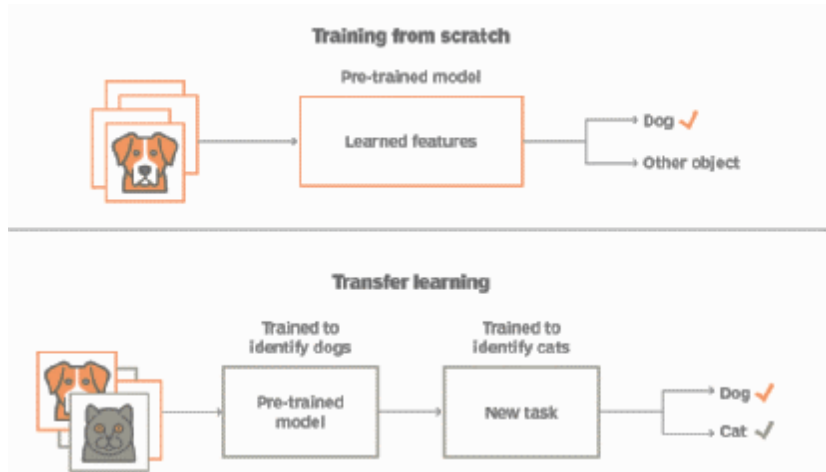 Training from scratch
Pre-trained model
Learned features
Dog
Other object
Transfer learning
Trained to
identify dogs
Trained to
identify cats
Pre-trained
model
New task
Dog
Cat